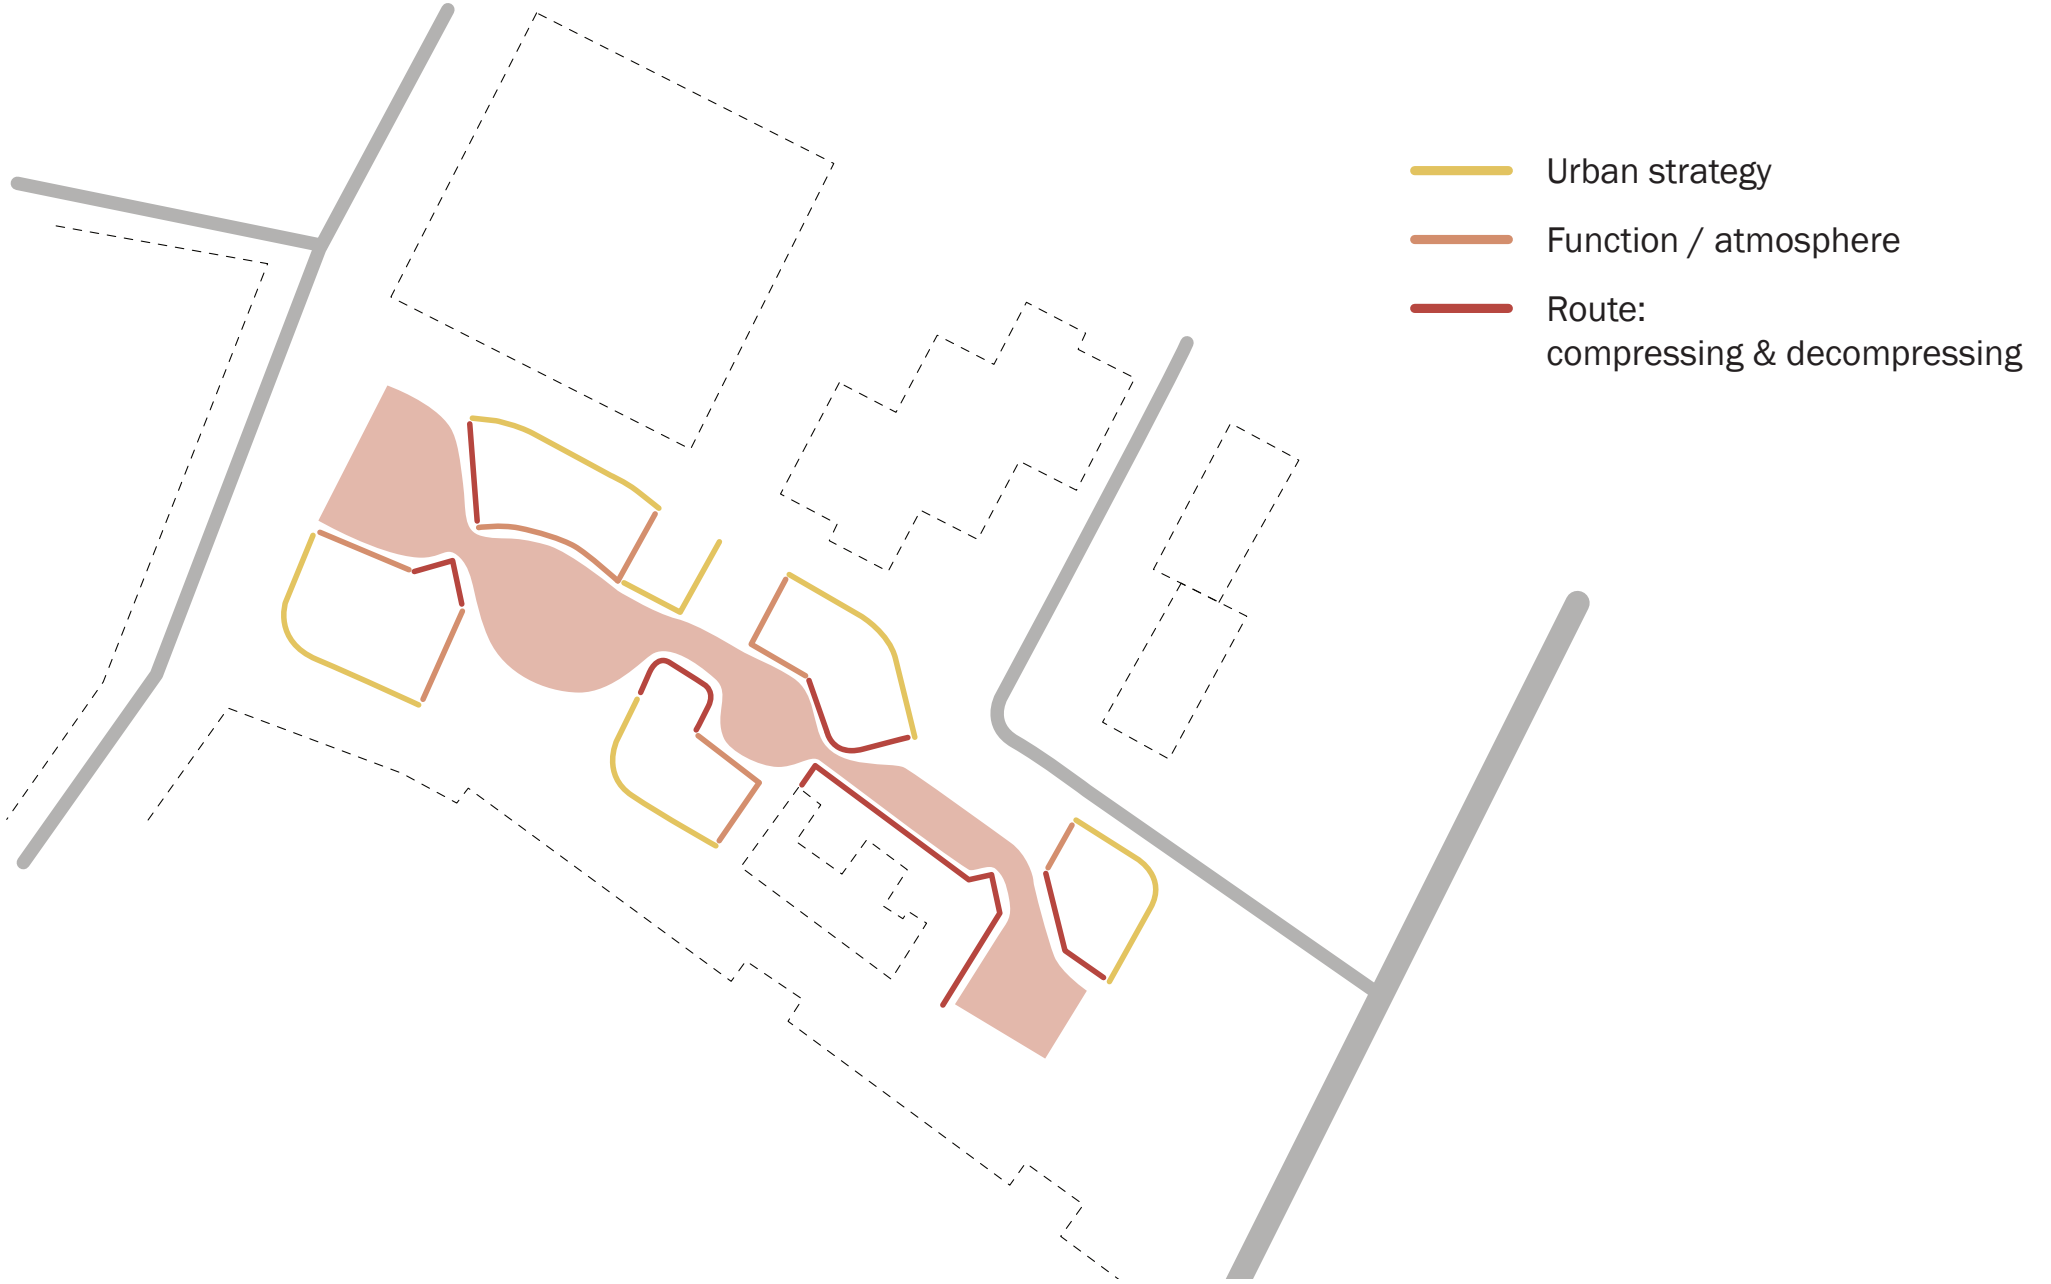 Urban strategy
Function / atmosphere
Route:
compressing & decompressing